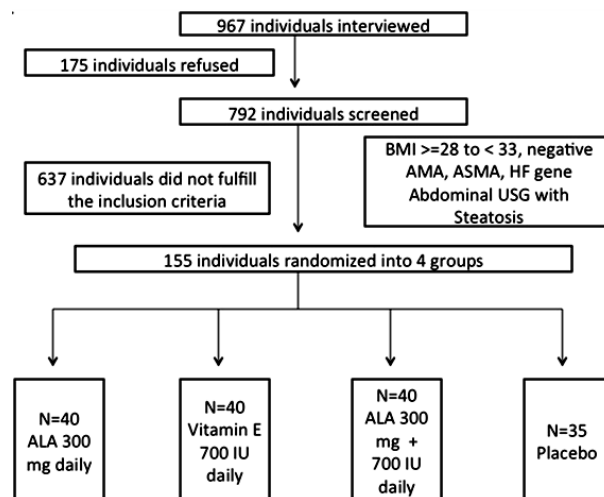 967 individuals interviewed
175 individuals refused
792 individuals screened
BMI >=28 to < 33, negative
AMA, ASMA, HF gene
Abdominal USG with
Steatosis
637 individuals did not fulfill
the inclusion criteria
155 individuals randomized into 4 groups
N=40
ALA 300
mg daily
N=40
Vitamin E
700 IU
daily
N=40
ALA 300
mg + 
700 IU daily
N=35
Placebo